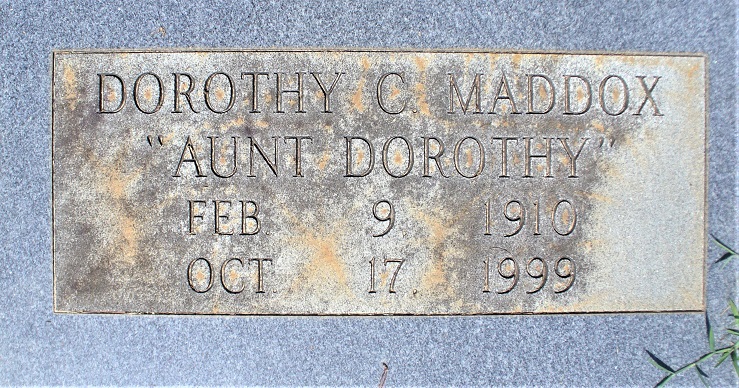 DOROTHY C. MADDOX
"AUNT DOROTHY"
FEB. 9 1910
OCT. 17, 1999